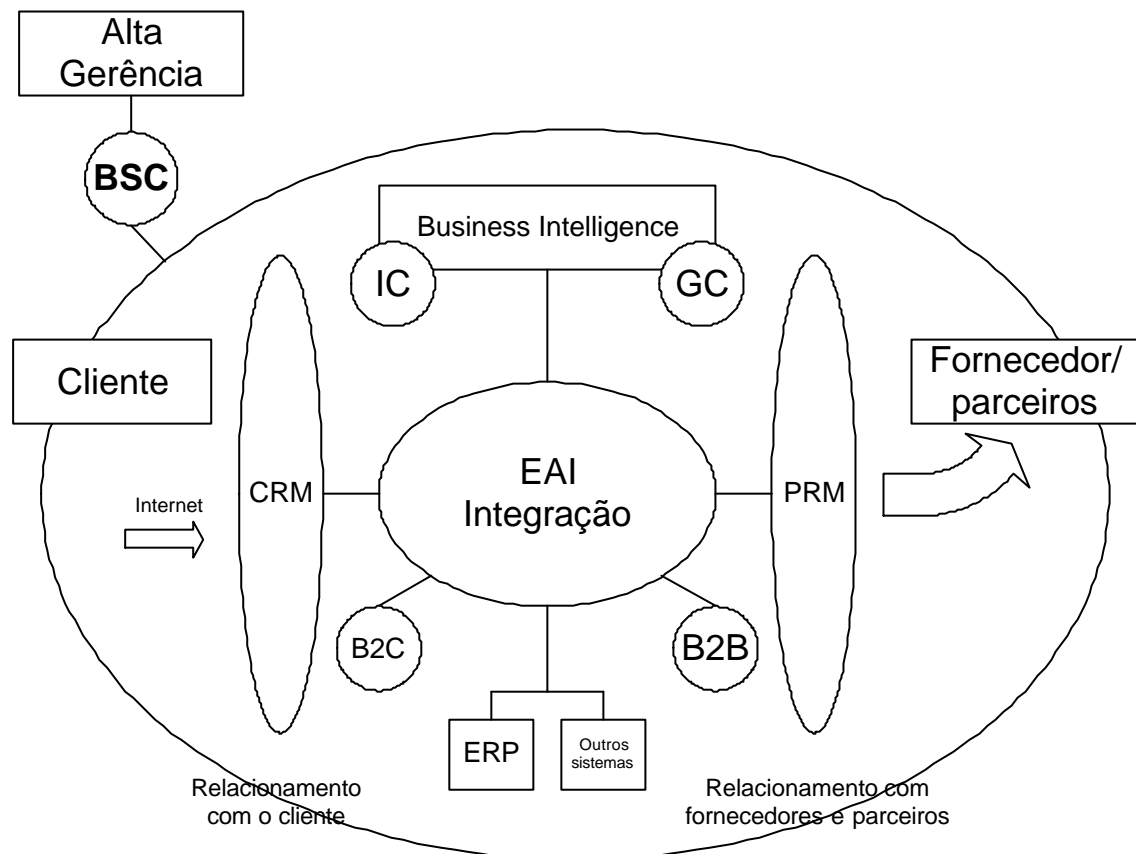 Alta
Gerência
BSC
Business Intelligence
IC
GC
Cliente
Fornecedor/
parceiros
EAI
Integração
CRM
PRM
Internet
B2C
B2B
ERP
Outros
sistemas
Relacionamento
com o cliente
Relacionamento com
fornecedores e parceiros